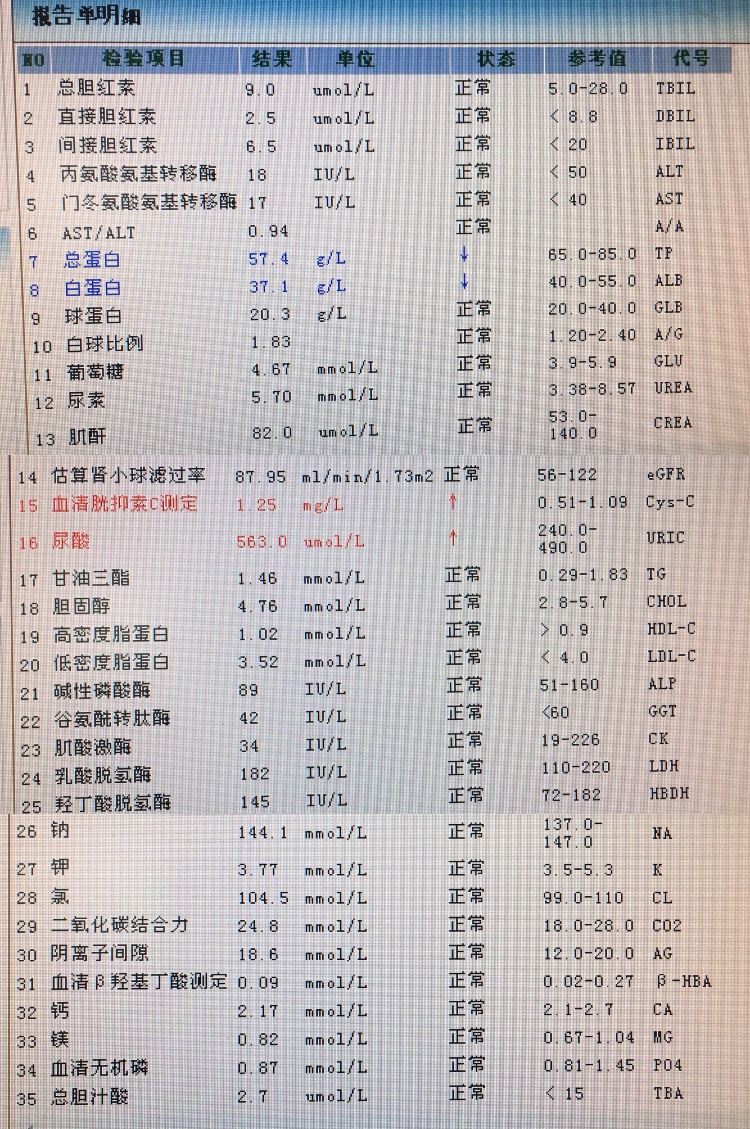 报告单明细
NO 检验项目 结果 单位 状态 参考值 代号
1 总胆红素 9.0 umol/L 正常 5.0-28.0 TBIL
2 直接胆红素 2.5 umol/L 正常 < 8.8 DBIL
3 间接胆红素 6.5 umol/L 正常 < 20 IBIL
4 丙氨酸氨基转移酶 18 IU/L 正常 < 50 ALT
5 门冬氨酸氨基转移酶 17 IU/L 正常 < 40 AST
6 AST/ALT 0.94 正常 A/A
7 总蛋白 57.4 g/L ↓ 65.0-85.0 TP
8 白蛋白 37.1 g/L ↓ 40.0-55.0 ALB
9 球蛋白 20.3 g/L 正常 20.0-40.0 GLB
10 白球比例 1.83 正常 1.20-2.40 A/G
11 葡萄糖 4.67 mmol/L 正常 3.9-5.9 GLU
12 尿素 5.70 mmol/L 正常 3.38-8.57 UREA
13 肌酐 82.0 umol/L 正常 53.0-
140.0 CREA
14 估算肾小球滤过率 87.95 ml/min/1.73m2 正常 56-122 eGFR
15 血清胱抑素C测定 1.25 mg/L ↑ 0.51-1.09 Cys-C
16 尿酸 563.0 umol/L ↑ 240.0-
490.0 URIC
17 甘油三酯 1.46 mmol/L 正常 0.29-1.83 TG
18 胆固醇 4.76 mmol/L 正常 2.8-5.7 CHOL
19 高密度脂蛋白 1.02 mmol/L 正常 > 0.9 HDL-C
20 低密度脂蛋白 3.52 mmol/L 正常 < 4.0 LDL-C
21 碱性磷酸酶 89 IU/L 正常 51-160 ALP
22 谷氨酰转肽酶 42 IU/L 正常 <60 GGT
23 肌酸激酶 34 IU/L 正常 19-226 CK
24 乳酸脱氢酶 182 IU/L 正常 110-220 LDH
25 羟丁酸脱氢酶 145 IU/L 正常 72-182 HBDH
26 钠 144.1 mmol/L 正常 137.0-
147.0 NA
27 钾 3.77 mmol/L 正常 3.5-5.3 K
28 氯 104.5 mmol/L 正常 99.0-110 CL
29 二氧化碳结合力 24.8 mmol/L 正常 18.0-28.0 CO2
30 阴离子间隙 18.6 mmol/L 正常 12.0-20.0 AG
31 血清β羟基丁酸测定 0.09 mmol/L 正常 0.02-0.27 β-HBA
32 钙 2.17 mmol/L 正常 2.1-2.7 CA
33 镁 0.82 mmol/L 正常 0.67-1.04 MG
34 血清无机磷 0.87 mmol/L 正常 0.81-1.45 PO4
35 总胆汁酸 2.7 umol/L 正常 < 15 TBA